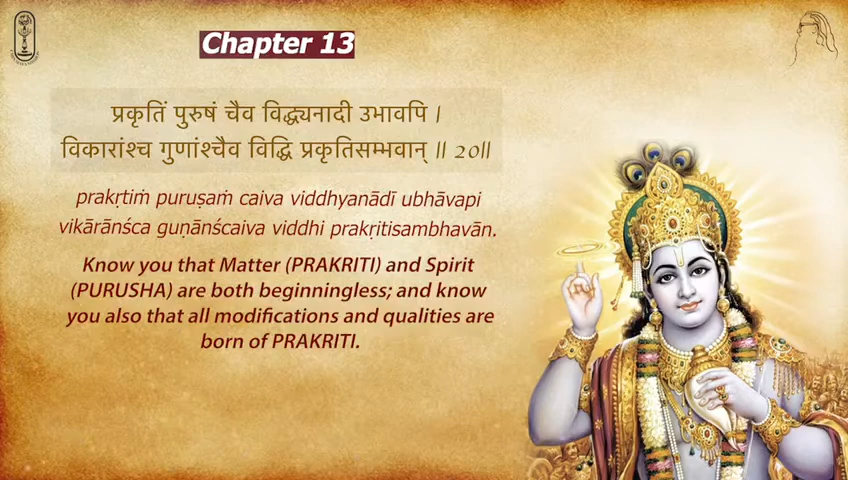 Chapter 13
प्रकृतिं पुरुषं चैव विद्ध्यनादी उभावपि ।
विकारांश्च गुणांश्चैव विद्धि प्रकृतिसम्भवान् ॥ २०॥
prakṛtiṁ puruṣaṁ caiva viddhyanādī ubhāvapi
vikārānśca guṇānścaiva viddhi prakṛitisambhavān.
Know you that Matter (PRAKRITI) and Spirit
(PURUSHA) are both beginningless; and know
you also that all modifications and qualities are
born of PRAKRITI.